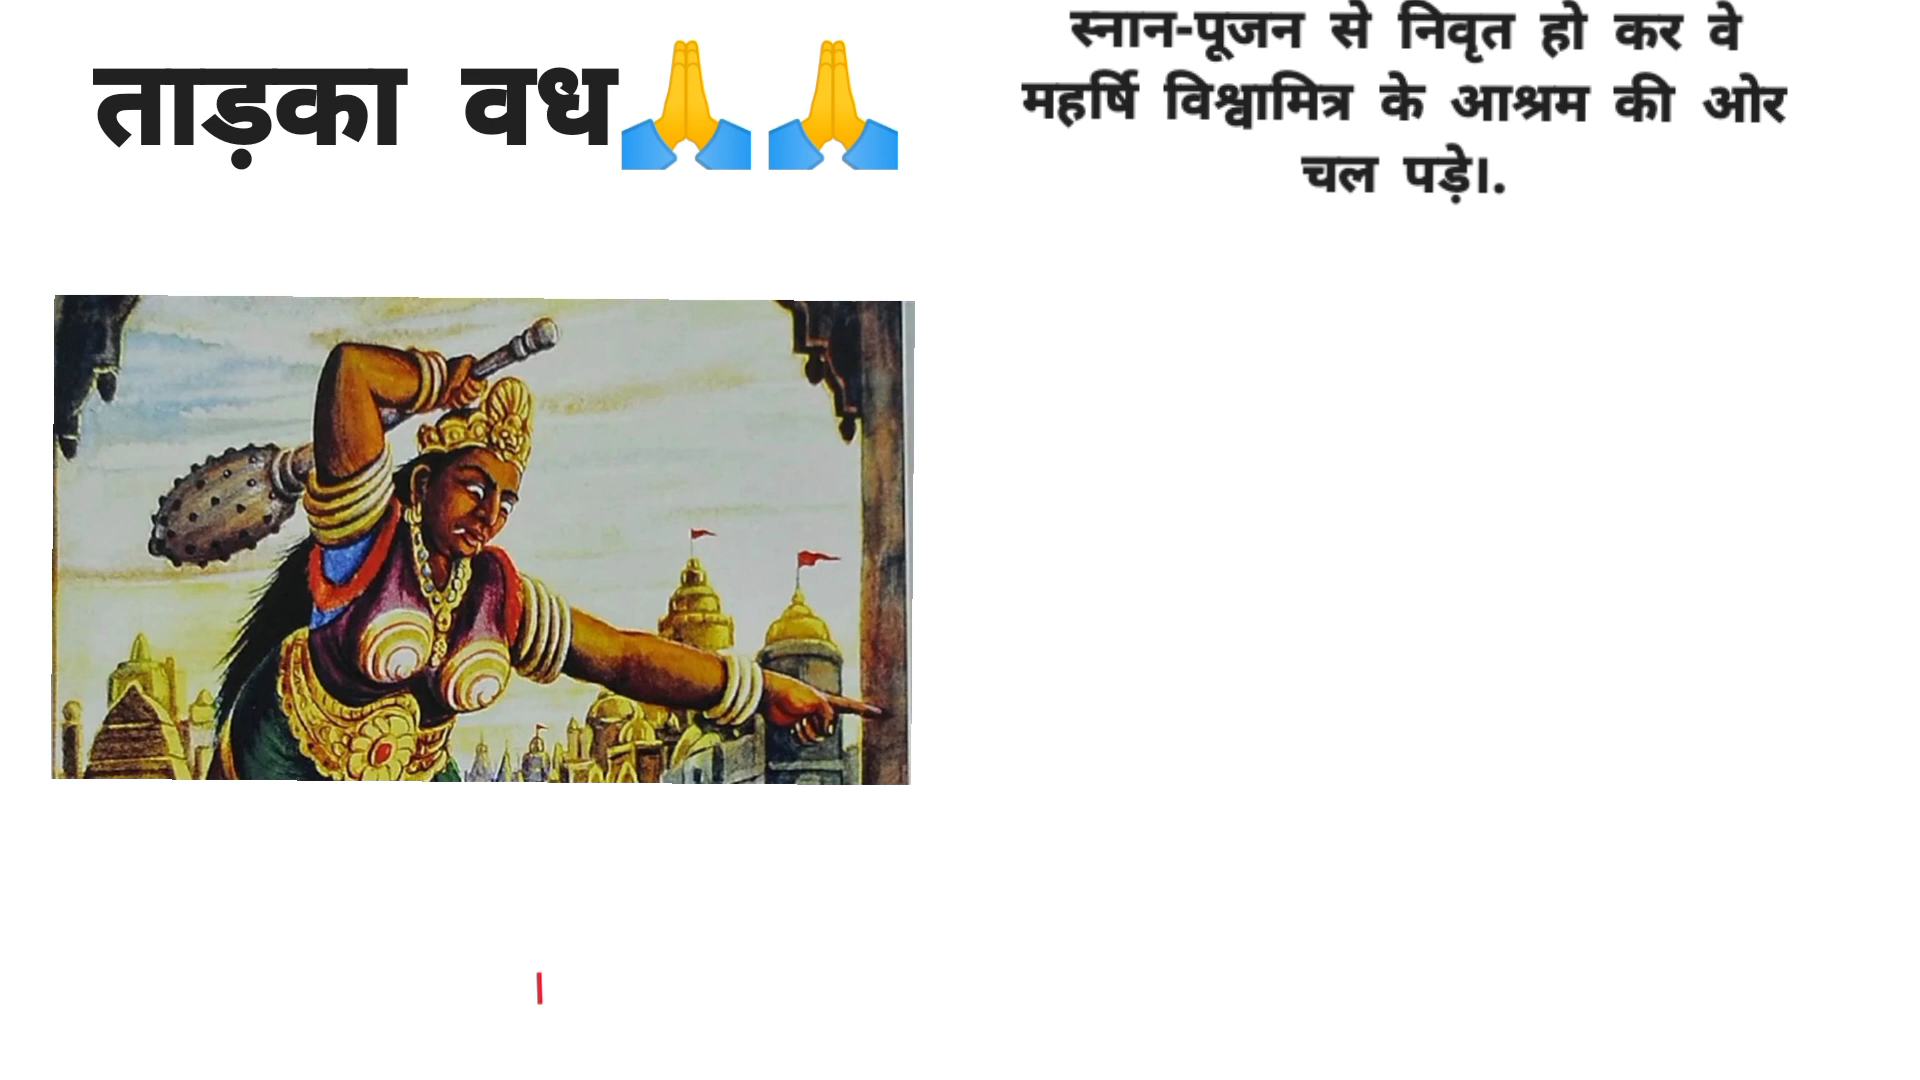 ताड़का वध🙏🙏
स्नान-पूजन से निवृत हो कर वे
महर्षि विश्वामित्र के आश्रम की ओर
चल पड़े।.